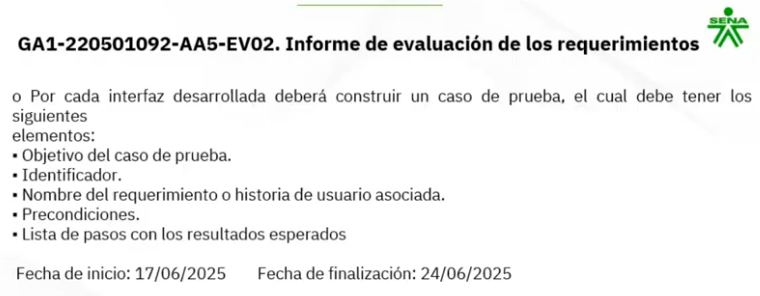 SENA
GA1-220501092-AA5-EV02. Informe de evaluación de los requerimientos
o Por cada interfaz desarrollada deberá construir un caso de prueba, el cual debe tener los
siguientes
elementos:
▪ Objetivo del caso de prueba.
▪ Identificador.
▪ Nombre del requerimiento o historia de usuario asociada.
▪ Precondiciones.
▪ Lista de pasos con los resultados esperados
Fecha de inicio: 17/06/2025 Fecha de finalización: 24/06/2025